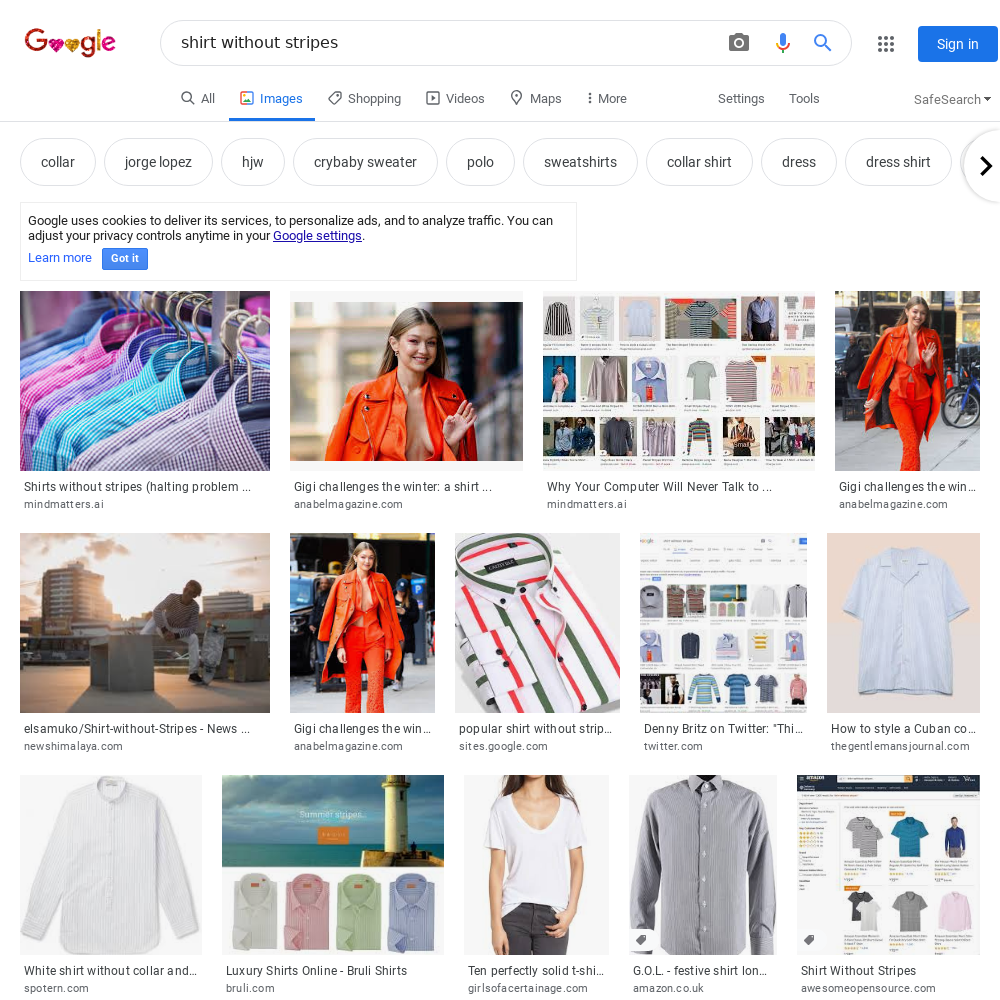 Google
shirt without stripes
Sign in
All
Images
Shopping
Videos
Maps
More
Settings
Tools
SafeSearch
collar
jorge lopez
hjw
crybaby sweater
polo
sweatshirts
collar shirt
dress
dress shirt
Google uses cookies to deliver its services, to personalize ads, and to analyze traffic. You can
adjust your privacy controls anytime in your Google settings.
Learn more
Got it
Shirts without stripes (halting problem ...
mindmatters.ai
Gigi challenges the winter: a shirt ...
anabelmagazine.com
Why Your Computer Will Never Talk to ...
mindmatters.ai
Gigi challenges the win...
anabelmagazine.com
elsamuko/Shirt-without-Stripes - News ...
newshimalaya.com
Gigi challenges the win...
anabelmagazine.com
popular shirt without strip...
sites.google.com
Denny Britz on Twitter: "Thi...
twitter.com
How to style a Cuban co...
thegentlemansjournal.com
Summer stripes...
amazon
White shirt without collar and...
spotern.com
Luxury Shirts Online - Bruli Shirts
bruli.com
Ten perfectly solid t-shi...
girlsofacertainage.com
G.O.L. - festive shirt lon...
amazon.co.uk
Shirt Without Stripes
awesomeopensource.com